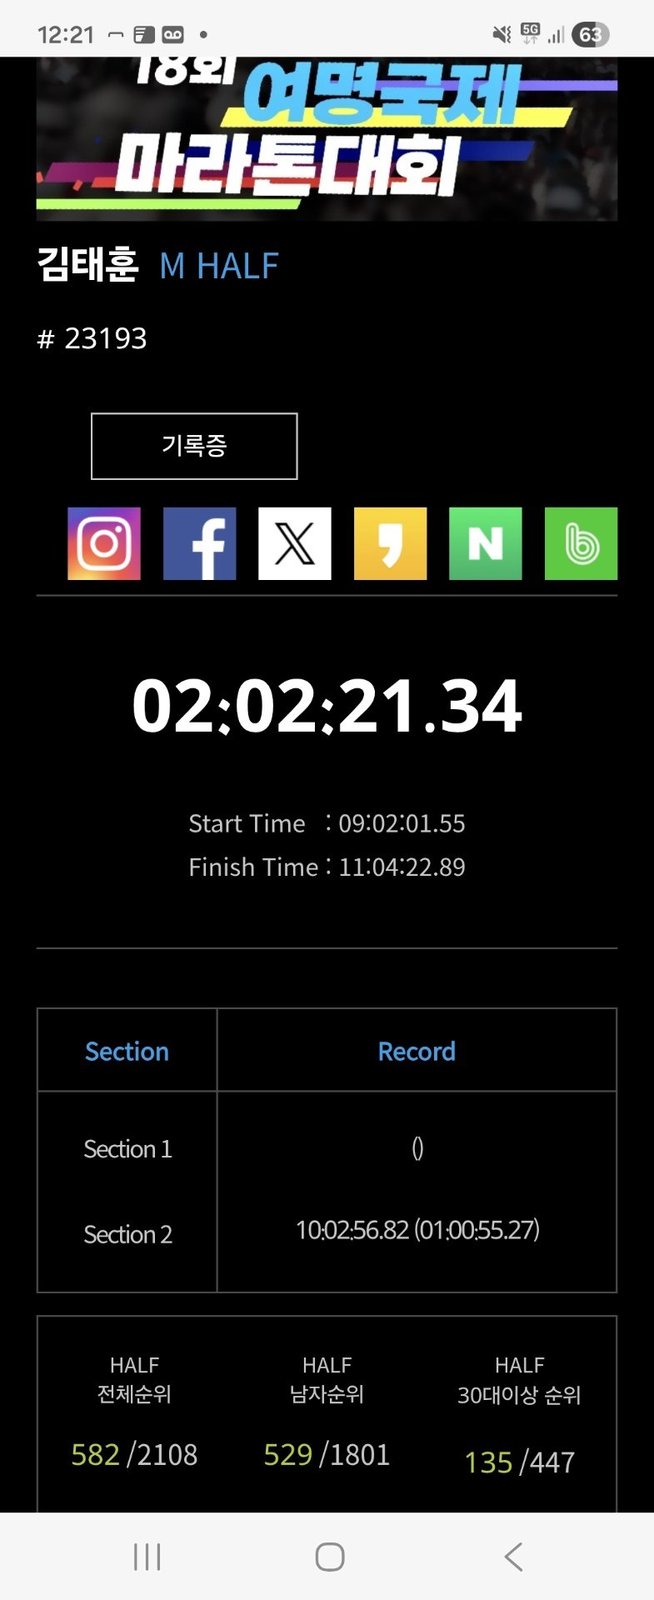 12:21
5G
63
18회 여명국제
마라톤대회
김태훈 M HALF
# 23193
기록증
N
02:02:21.34
Start Time : 09:02:01.55
Finish Time : 11:04:22.89
Section Record
Section 1 ()
Section 2 10:02:56.82 (01:00:55.27)
HALF HALF HALF
전체순위 남자순위 30대이상 순위
582 /2108 529 /1801 135 /447